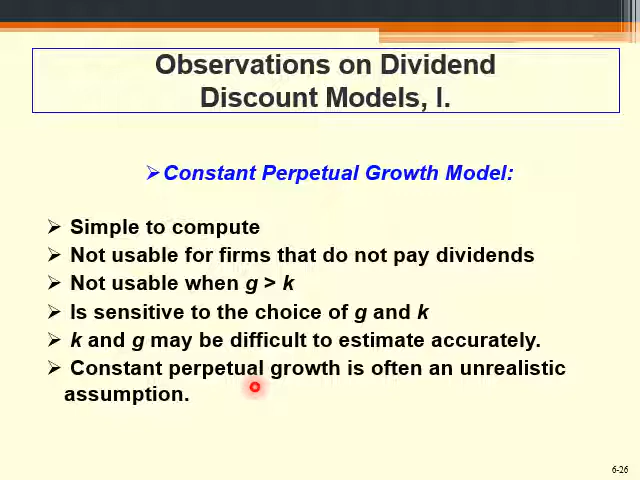 Observations on Dividend
Discount Models, I.
➢Constant Perpetual Growth Model:
➢ Simple to compute
➢ Not usable for firms that do not pay dividends
➢ Not usable when g > k
➢ Is sensitive to the choice of g and k
➢ k and g may be difficult to estimate accurately.
➢ Constant perpetual growth is often an unrealistic
assumption.
6-26